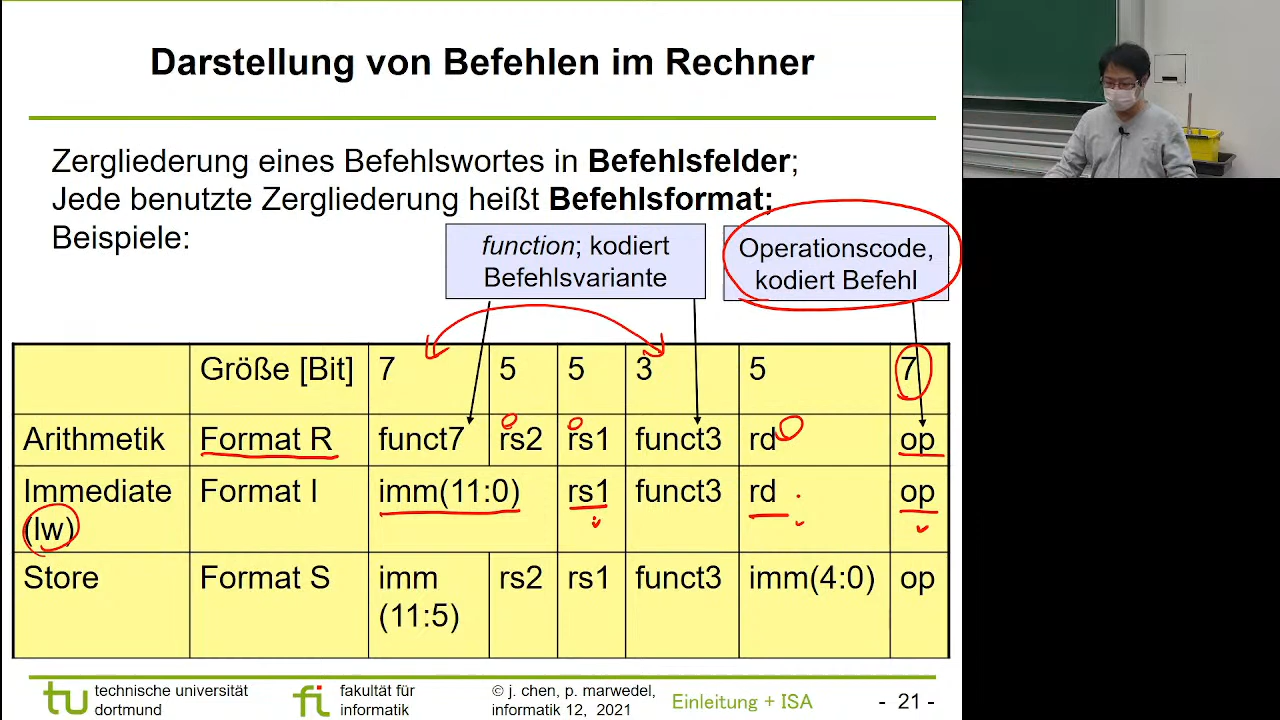 Darstellung von Befehlen im Rechner
Zergliederung eines Befehlswortes in Befehlsfelder;
Jede benutzte Zergliederung heißt Befehlsformat;
Beispiele:
function; kodiert
Befehlsvariante
Operationscode,
kodiert Befehl
Größe [Bit] 7 5 5 3 5 7
Arithmetik Format R funct7 rs2 rs1 funct3 rd op
Immediate Format I imm(11:0) rs1 funct3 rd op
(lw)
Store Format S imm rs2 rs1 funct3 imm(4:0) op
(11:5)
tu technische universität
dortmund
fi fakultät für
informatik
© j. chen, p. marwedel,
informatik 12, 2021
Einleitung + ISA
- 21 -